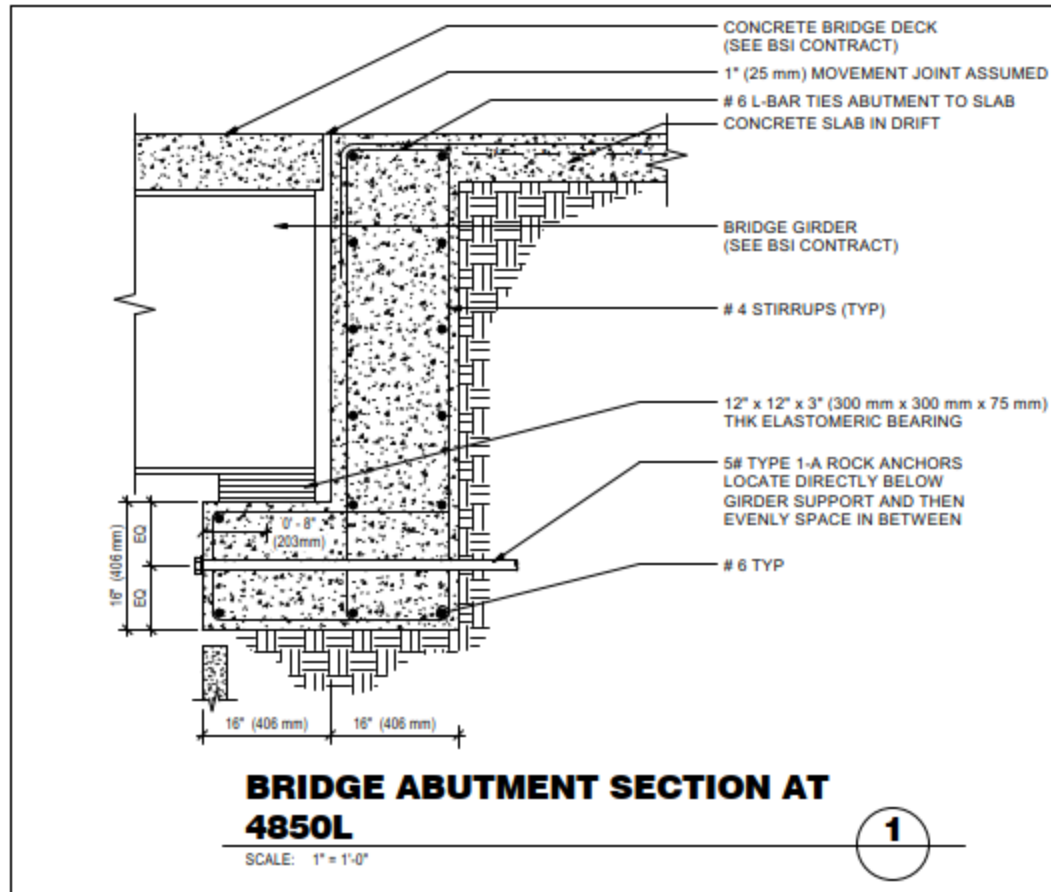 CONCRETE BRIDGE DECK
(SEE BSI CONTRACT)
1" (25 mm) MOVEMENT JOINT ASSUMED
# 6 L-BAR TIES ABUTMENT TO SLAB
CONCRETE SLAB IN DRIFT
BRIDGE GIRDER
(SEE BSI CONTRACT)
# 4 STIRRUPS (TYP)
12" x 12" x 3" (300 mm x 300 mm x 75 mm)
THK ELASTOMERIC BEARING
5# TYPE 1-A ROCK ANCHORS
LOCATE DIRECTLY BELOW
GIRDER SUPPORT AND THEN
EVENLY SPACE IN BETWEEN
# 6 TYP
0' - 8"
(203mm)
16" (406 mm)
EQ
EQ
16" (406 mm)
16" (406 mm)
BRIDGE ABUTMENT SECTION AT
4850L
1
SCALE: 1" = 1'-0"